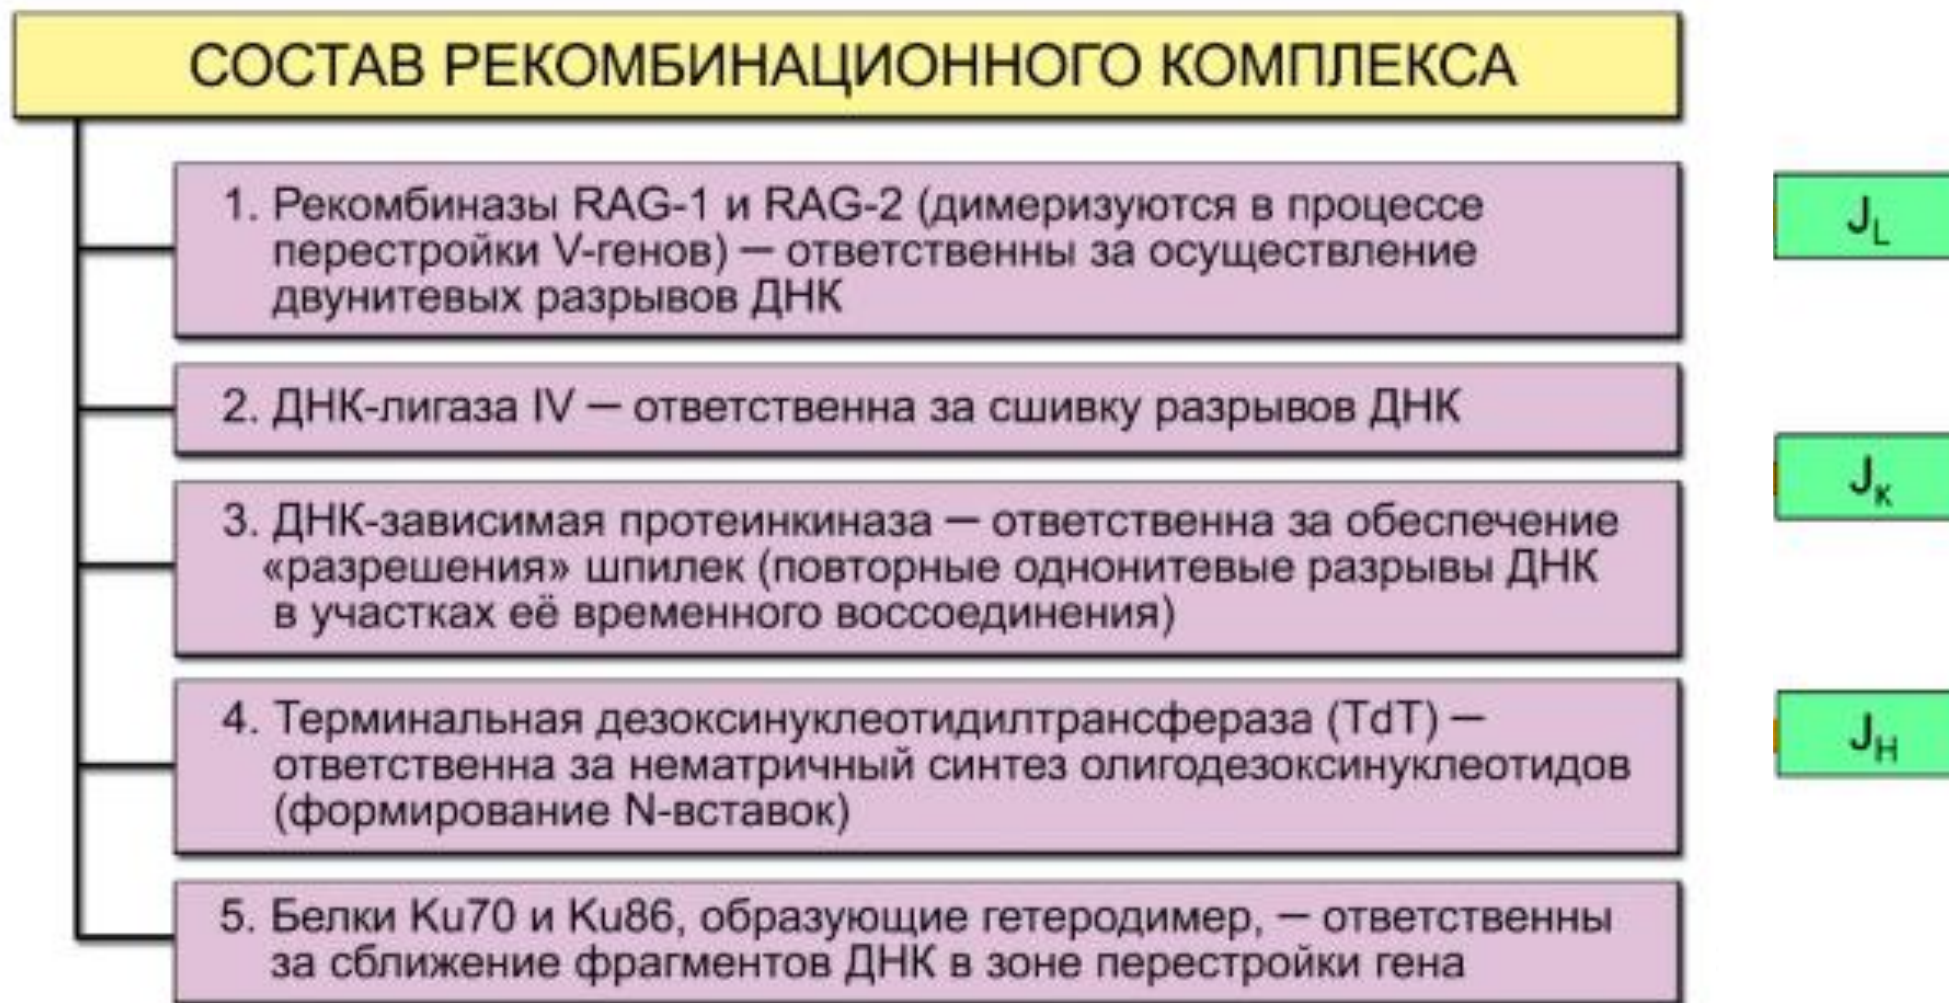 СОСТАВ РЕКОМБИНАЦИОННОГО КОМПЛЕКСА
1. Рекомбиназы RAG-1 и RAG-2 (димеризуются в процессе
перестройки V-генов) — ответственны за осуществление
двунитевых разрывов ДНК
2. ДНК-лигаза IV — ответственна за сшивку разрывов ДНК
3. ДНК-зависимая протеинкиназа — ответственна за обеспечение
«разрешения» шпилек (повторные однонитевые разрывы ДНК
в участках её временного воссоединения)
4. Терминальная дезоксинуклеотидилтрансфераза (TdT) —
ответственна за нематричный синтез олигодезоксинуклеотидов
(формирование N-вставок)
5. Белки Ku70 и Ku86, образующие гетеродимер, — ответственны
за сближение фрагментов ДНК в зоне перестройки гена
JL
Jκ
JH